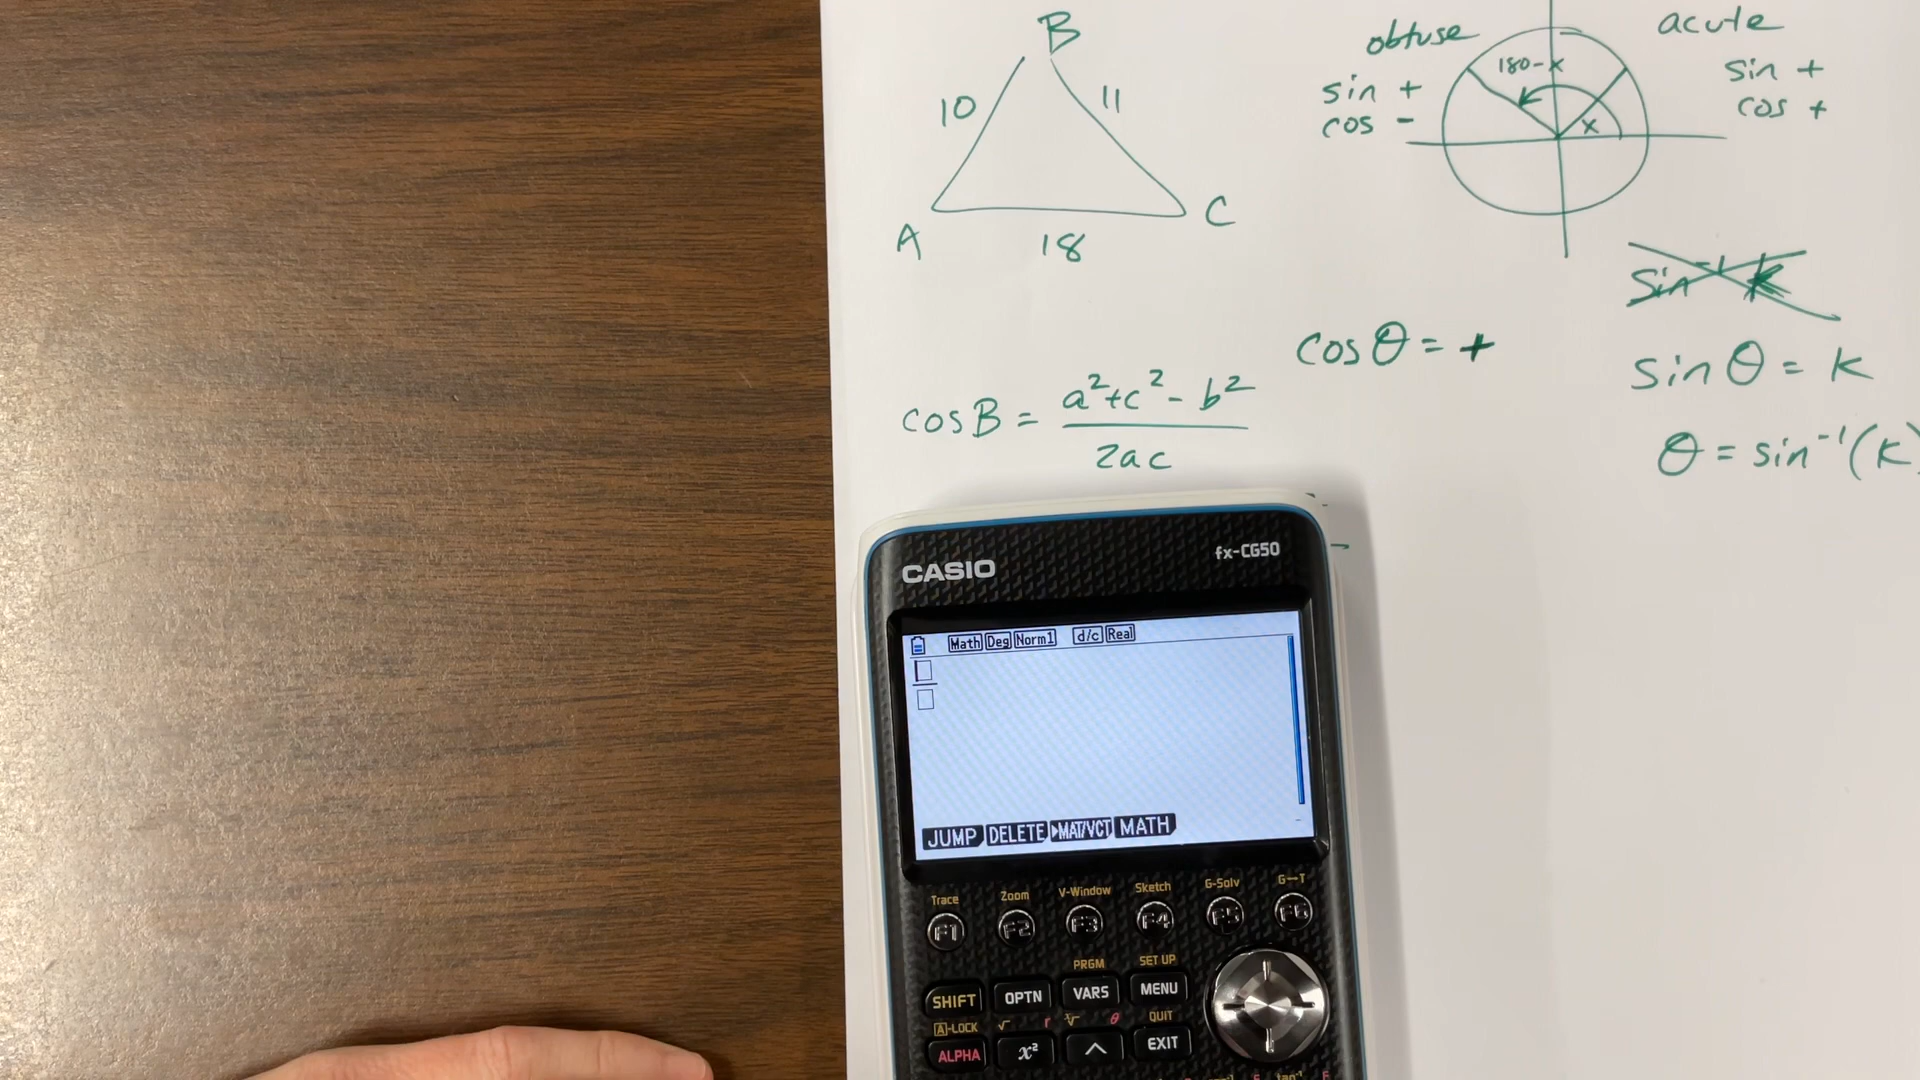 B
10
11
A
18
C
obtuse
sin +
cos -
180-x
x
acute
sin +
cos +
sin⁻¹ k
cos θ = +
sin θ = k
θ = sin⁻¹(k)
cos B = a²+c²-b² / 2ac
CASIO
fx-CG50
Math Deg Norm1 d/c Real
JUMP DELETE ▶MAT/VCT MATH
Trace Zoom V-Window Sketch G-Solv G↔T
F1 F2 F3 F4 F5 F6
PRGM SET UP
SHIFT OPTN VARS MENU
A-LOCK √ r ∛ θ QUIT
ALPHA x² ^ EXIT
tan⁻¹ F